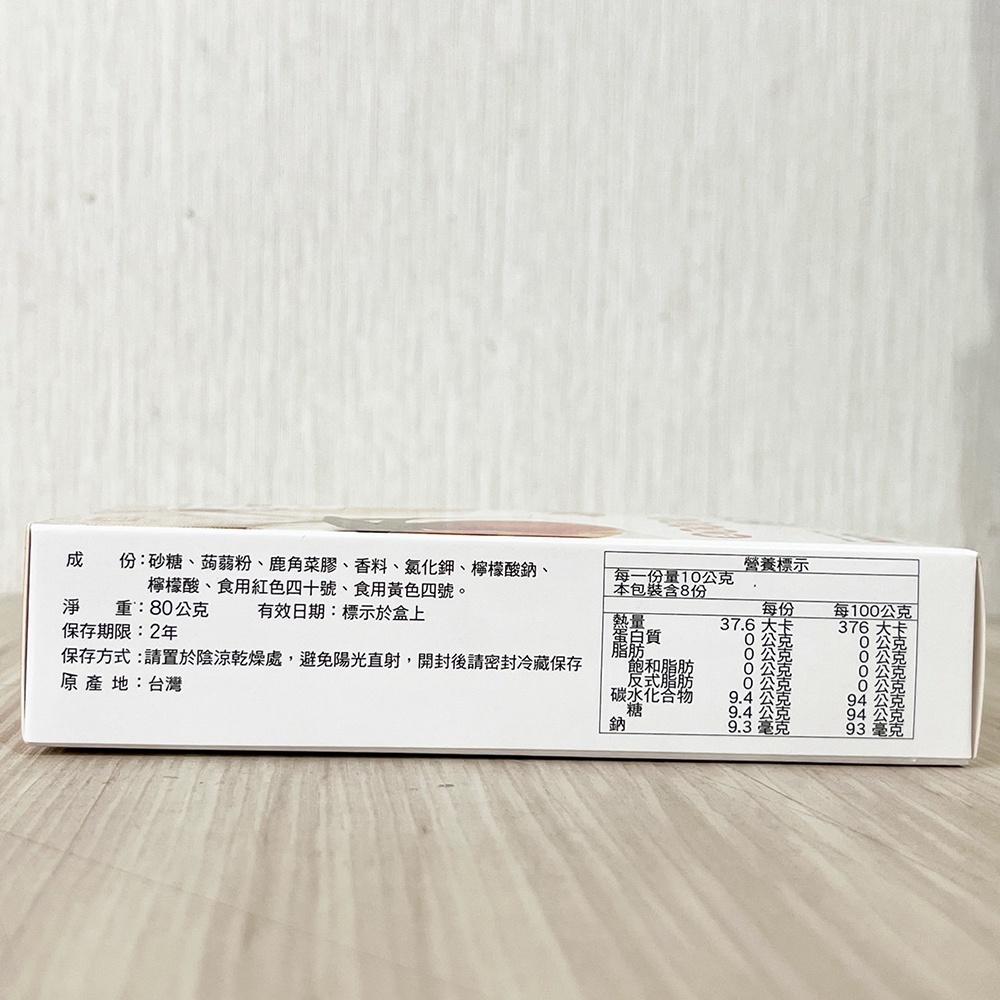 成　份：砂糖、蒟蒻粉、鹿角菜膠、香料、氯化鉀、檸檬酸鈉、
檸檬酸、食用紅色四十號、食用黃色四號。
淨　重：80公克　有效日期：標示於盒上
保存期限：2年
保存方式：請置於陰涼乾燥處，避免陽光直射，開封後請密封冷藏保存
原產地：台灣
營養標示
每一份量10公克
本包裝含8份
每份　每100公克
熱量　37.6 大卡　376 大卡
蛋白質　0 公克　0 公克
脂肪　0 公克　0 公克
飽和脂肪　0 公克　0 公克
反式脂肪　0 公克　0 公克
碳水化合物　9.4 公克　94 公克
糖　9.4 公克　94 公克
鈉　9.3 毫克　93 毫克